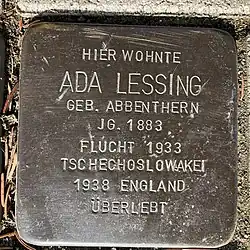 HIER WOHNTE
ADA LESSING
GEB. ABBENTHERN
JG. 1883
FLUCHT 1933
TSCHECHOSLOWAKEI
1938 ENGLAND
ÜBERLEBT